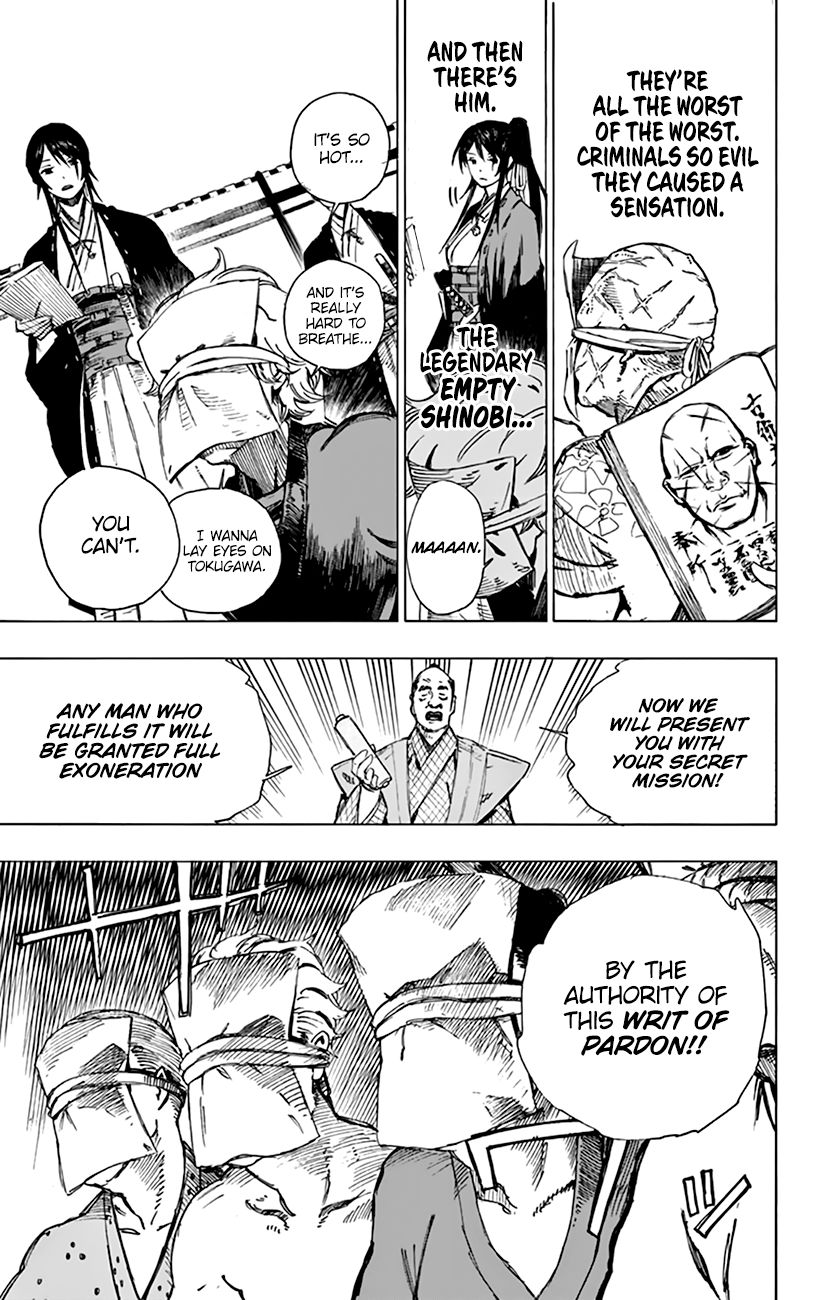 THEY'RE
ALL THE WORST
OF THE WORST.
CRIMINALS SO EVIL
THEY CAUSED A
SENSATION.
AND THEN
THERE'S
HIM.
THE
LEGENDARY
EMPTY
SHINOBI...
MAAAAN.
IT'S SO
HOT...
AND IT'S
REALLY
HARD TO
BREATHE...
I WANNA
LAY EYES ON
TOKUGAWA.
YOU
CAN'T.
NOW WE
WILL PRESENT
YOU WITH
YOUR SECRET
MISSION!
ANY MAN WHO
FULFILLS IT WILL
BE GRANTED FULL
EXONERATION
BY THE
AUTHORITY OF
THIS WRIT OF
PARDON!!